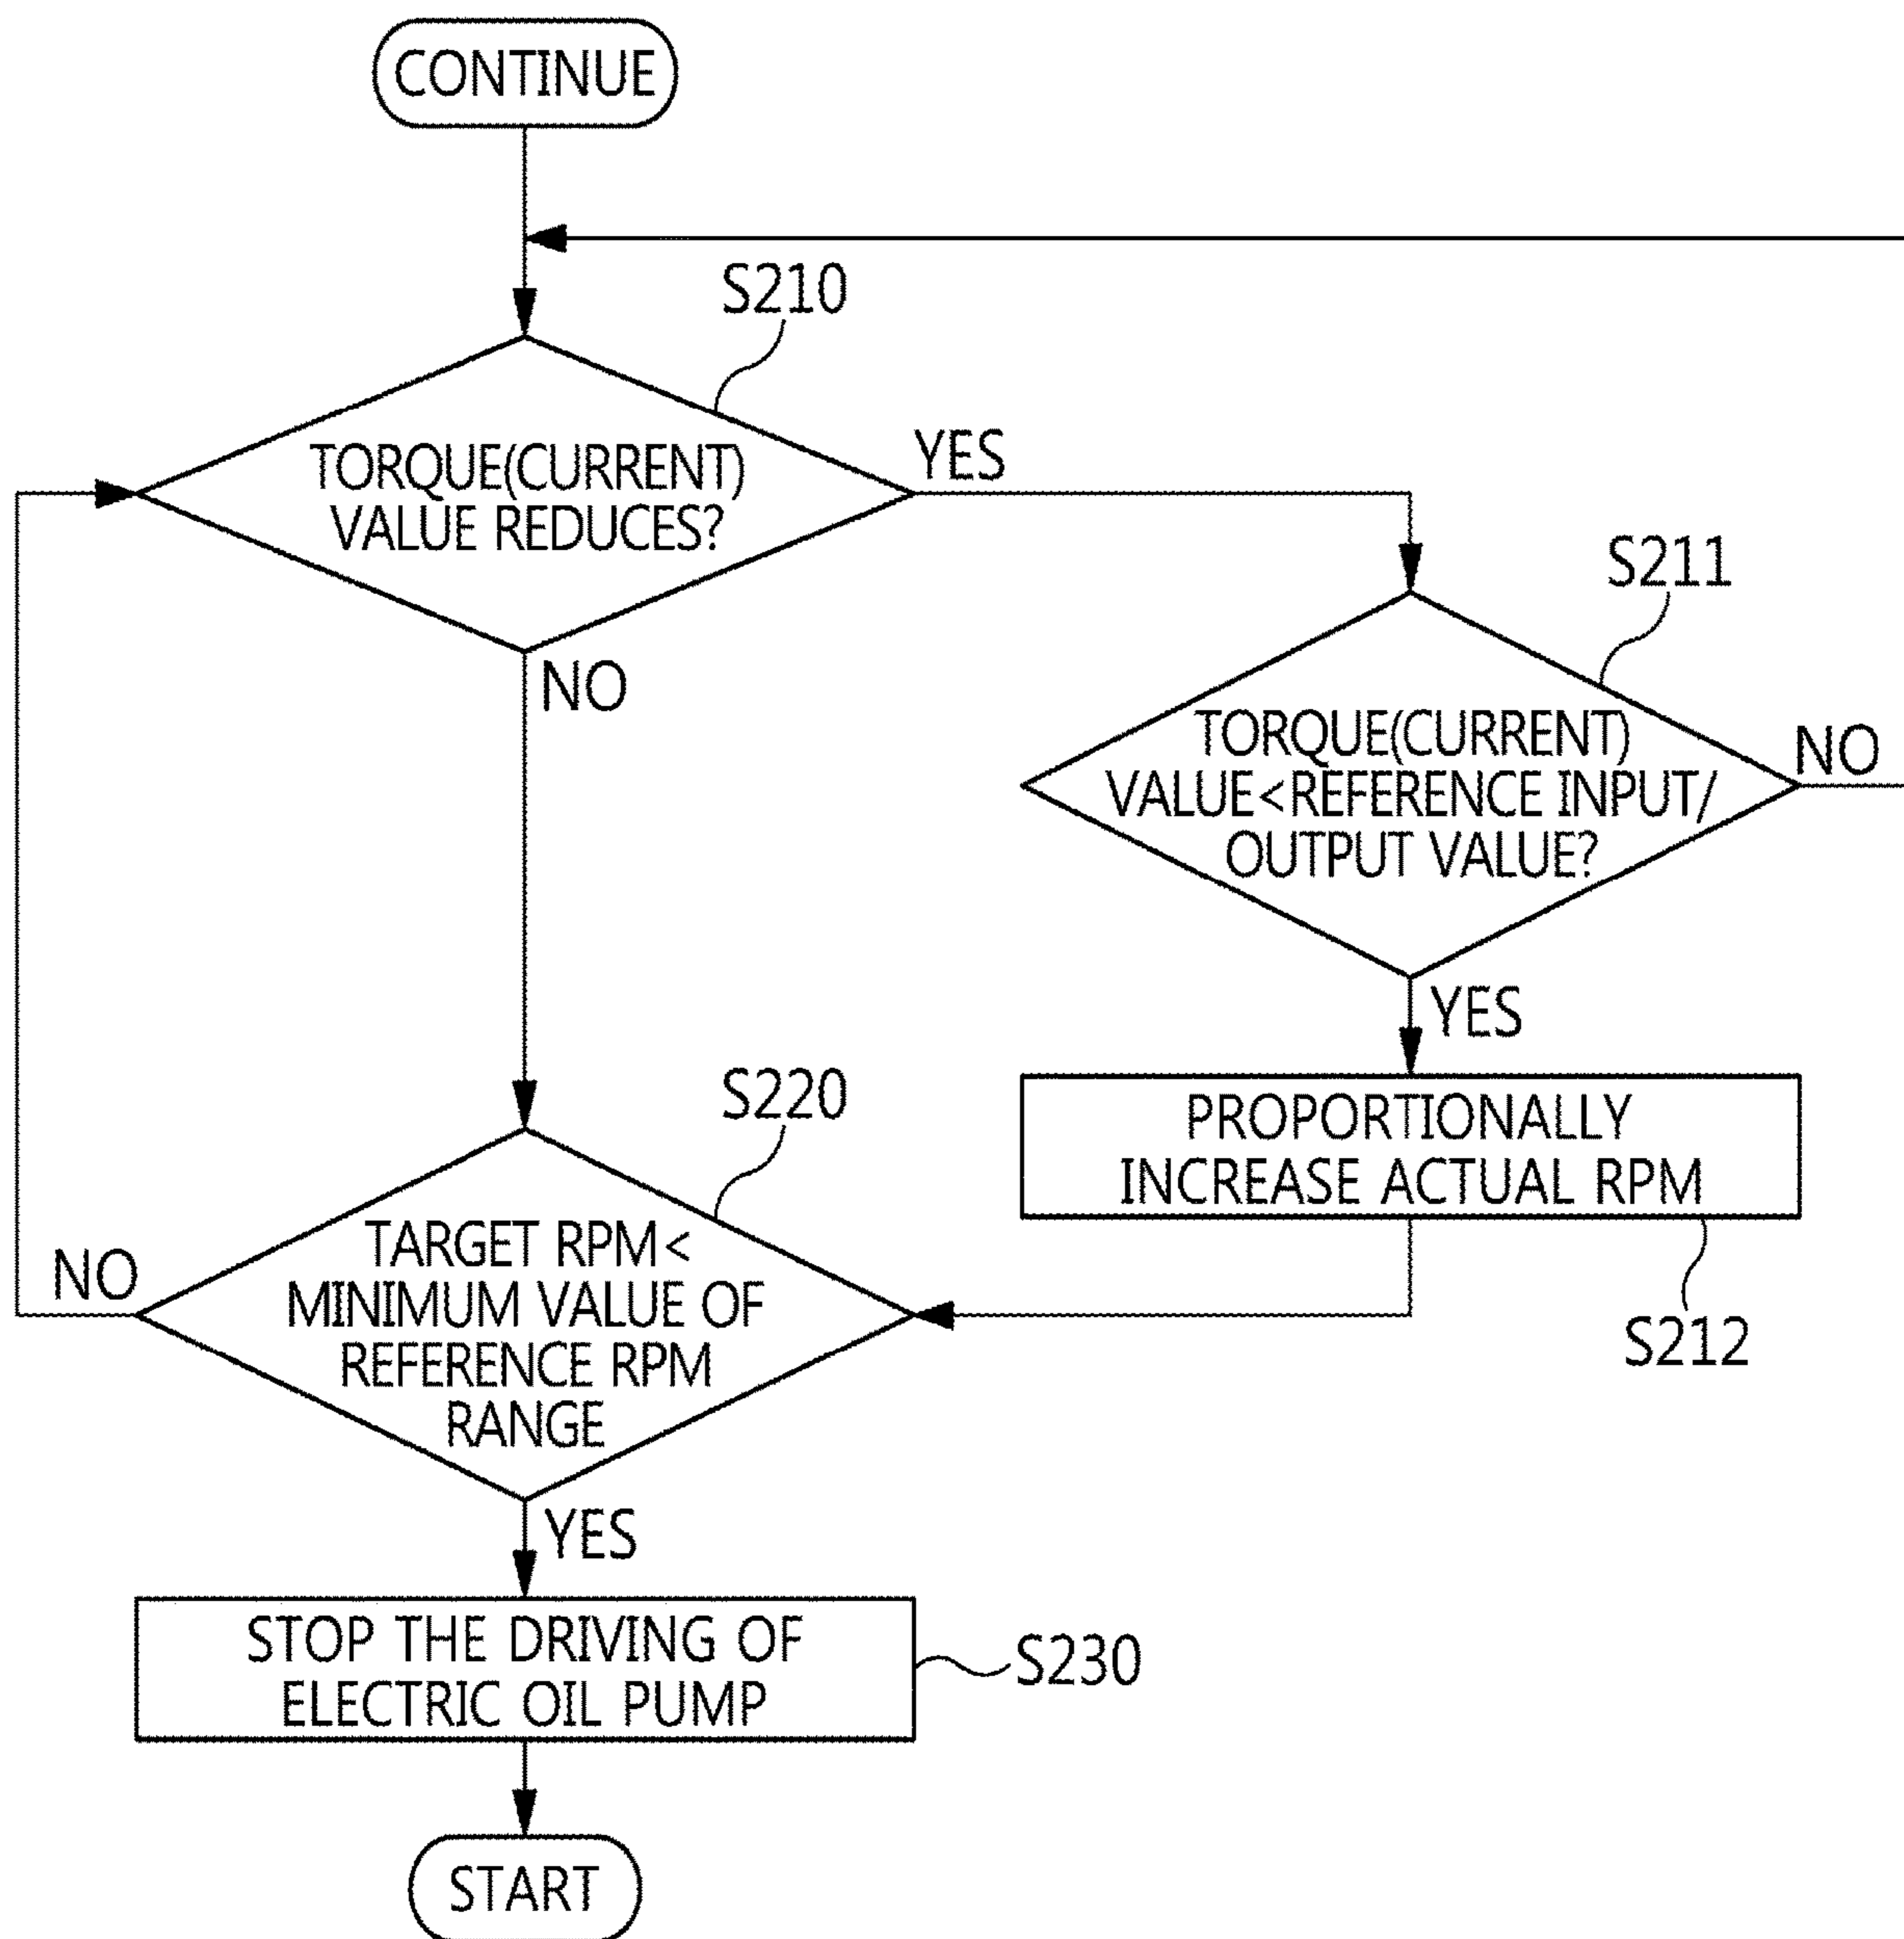 CONTINUE
S210
TORQUE(CURRENT)
VALUE REDUCES?
YES
NO
S211
TORQUE(CURRENT)
VALUE<REFERENCE INPUT/
OUTPUT VALUE?
NO
YES
PROPORTIONALLY
INCREASE ACTUAL RPM
S212
S220
TARGET RPM<
MINIMUM VALUE OF
REFERENCE RPM
RANGE
NO
YES
STOP THE DRIVING OF
ELECTRIC OIL PUMP
S230
START